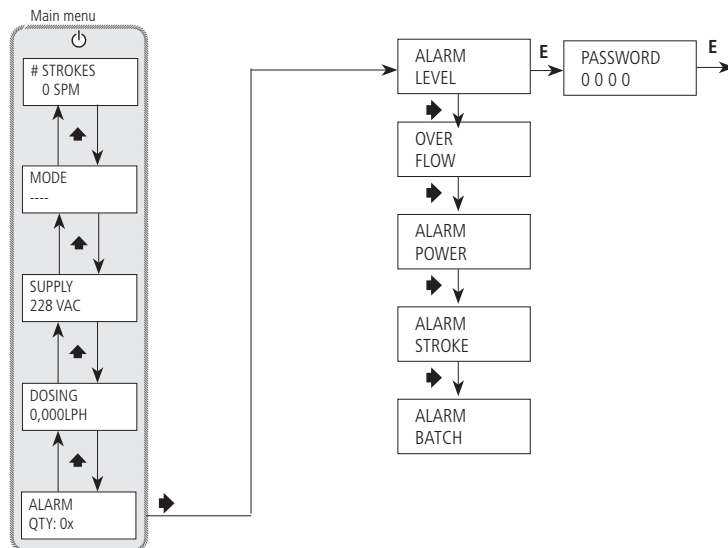 Main menu
# STROKES
0 SPM
MODE
----
SUPPLY
228 VAC
DOSING
0,000LPH
ALARM
QTY: 0x
ALARM
LEVEL
E
PASSWORD
0 0 0 0
E
OVER
FLOW
ALARM
POWER
ALARM
STROKE
ALARM
BATCH